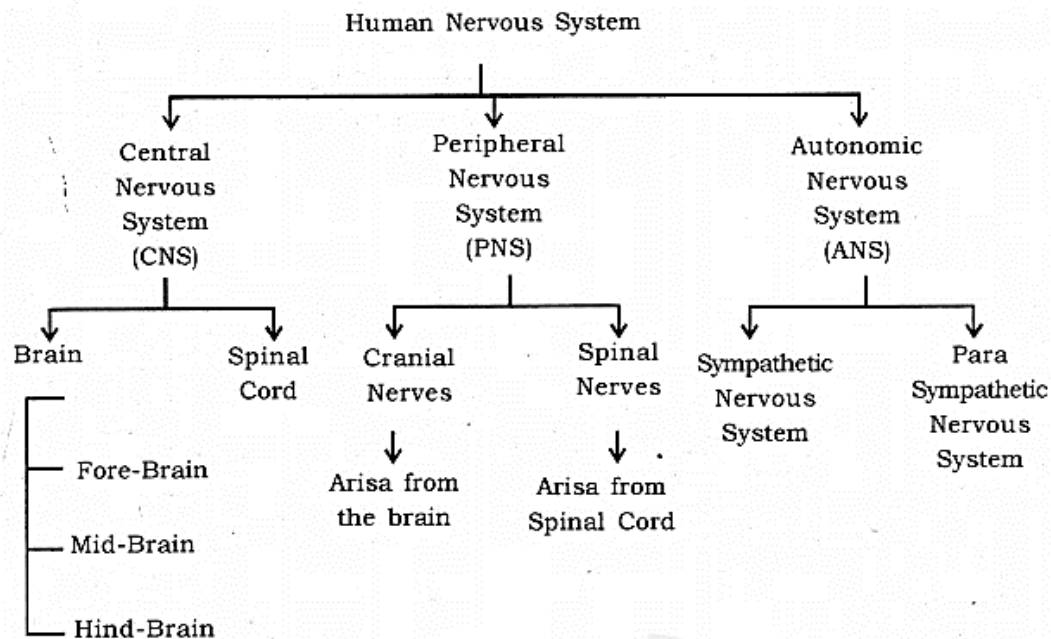 Human Nervous System
Central
Nervous
System
(CNS)
Peripheral
Nervous
System
(PNS)
Autonomic
Nervous
System
(ANS)
Brain
Spinal
Cord
Cranial
Nerves
Spinal
Nerves
Sympathetic
Nervous
System
Para
Sympathetic
Nervous
System
Fore-Brain
Mid-Brain
Hind-Brain
Arisa from
the brain
Arisa from
Spinal Cord